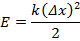 E = k(Δx)² / 2